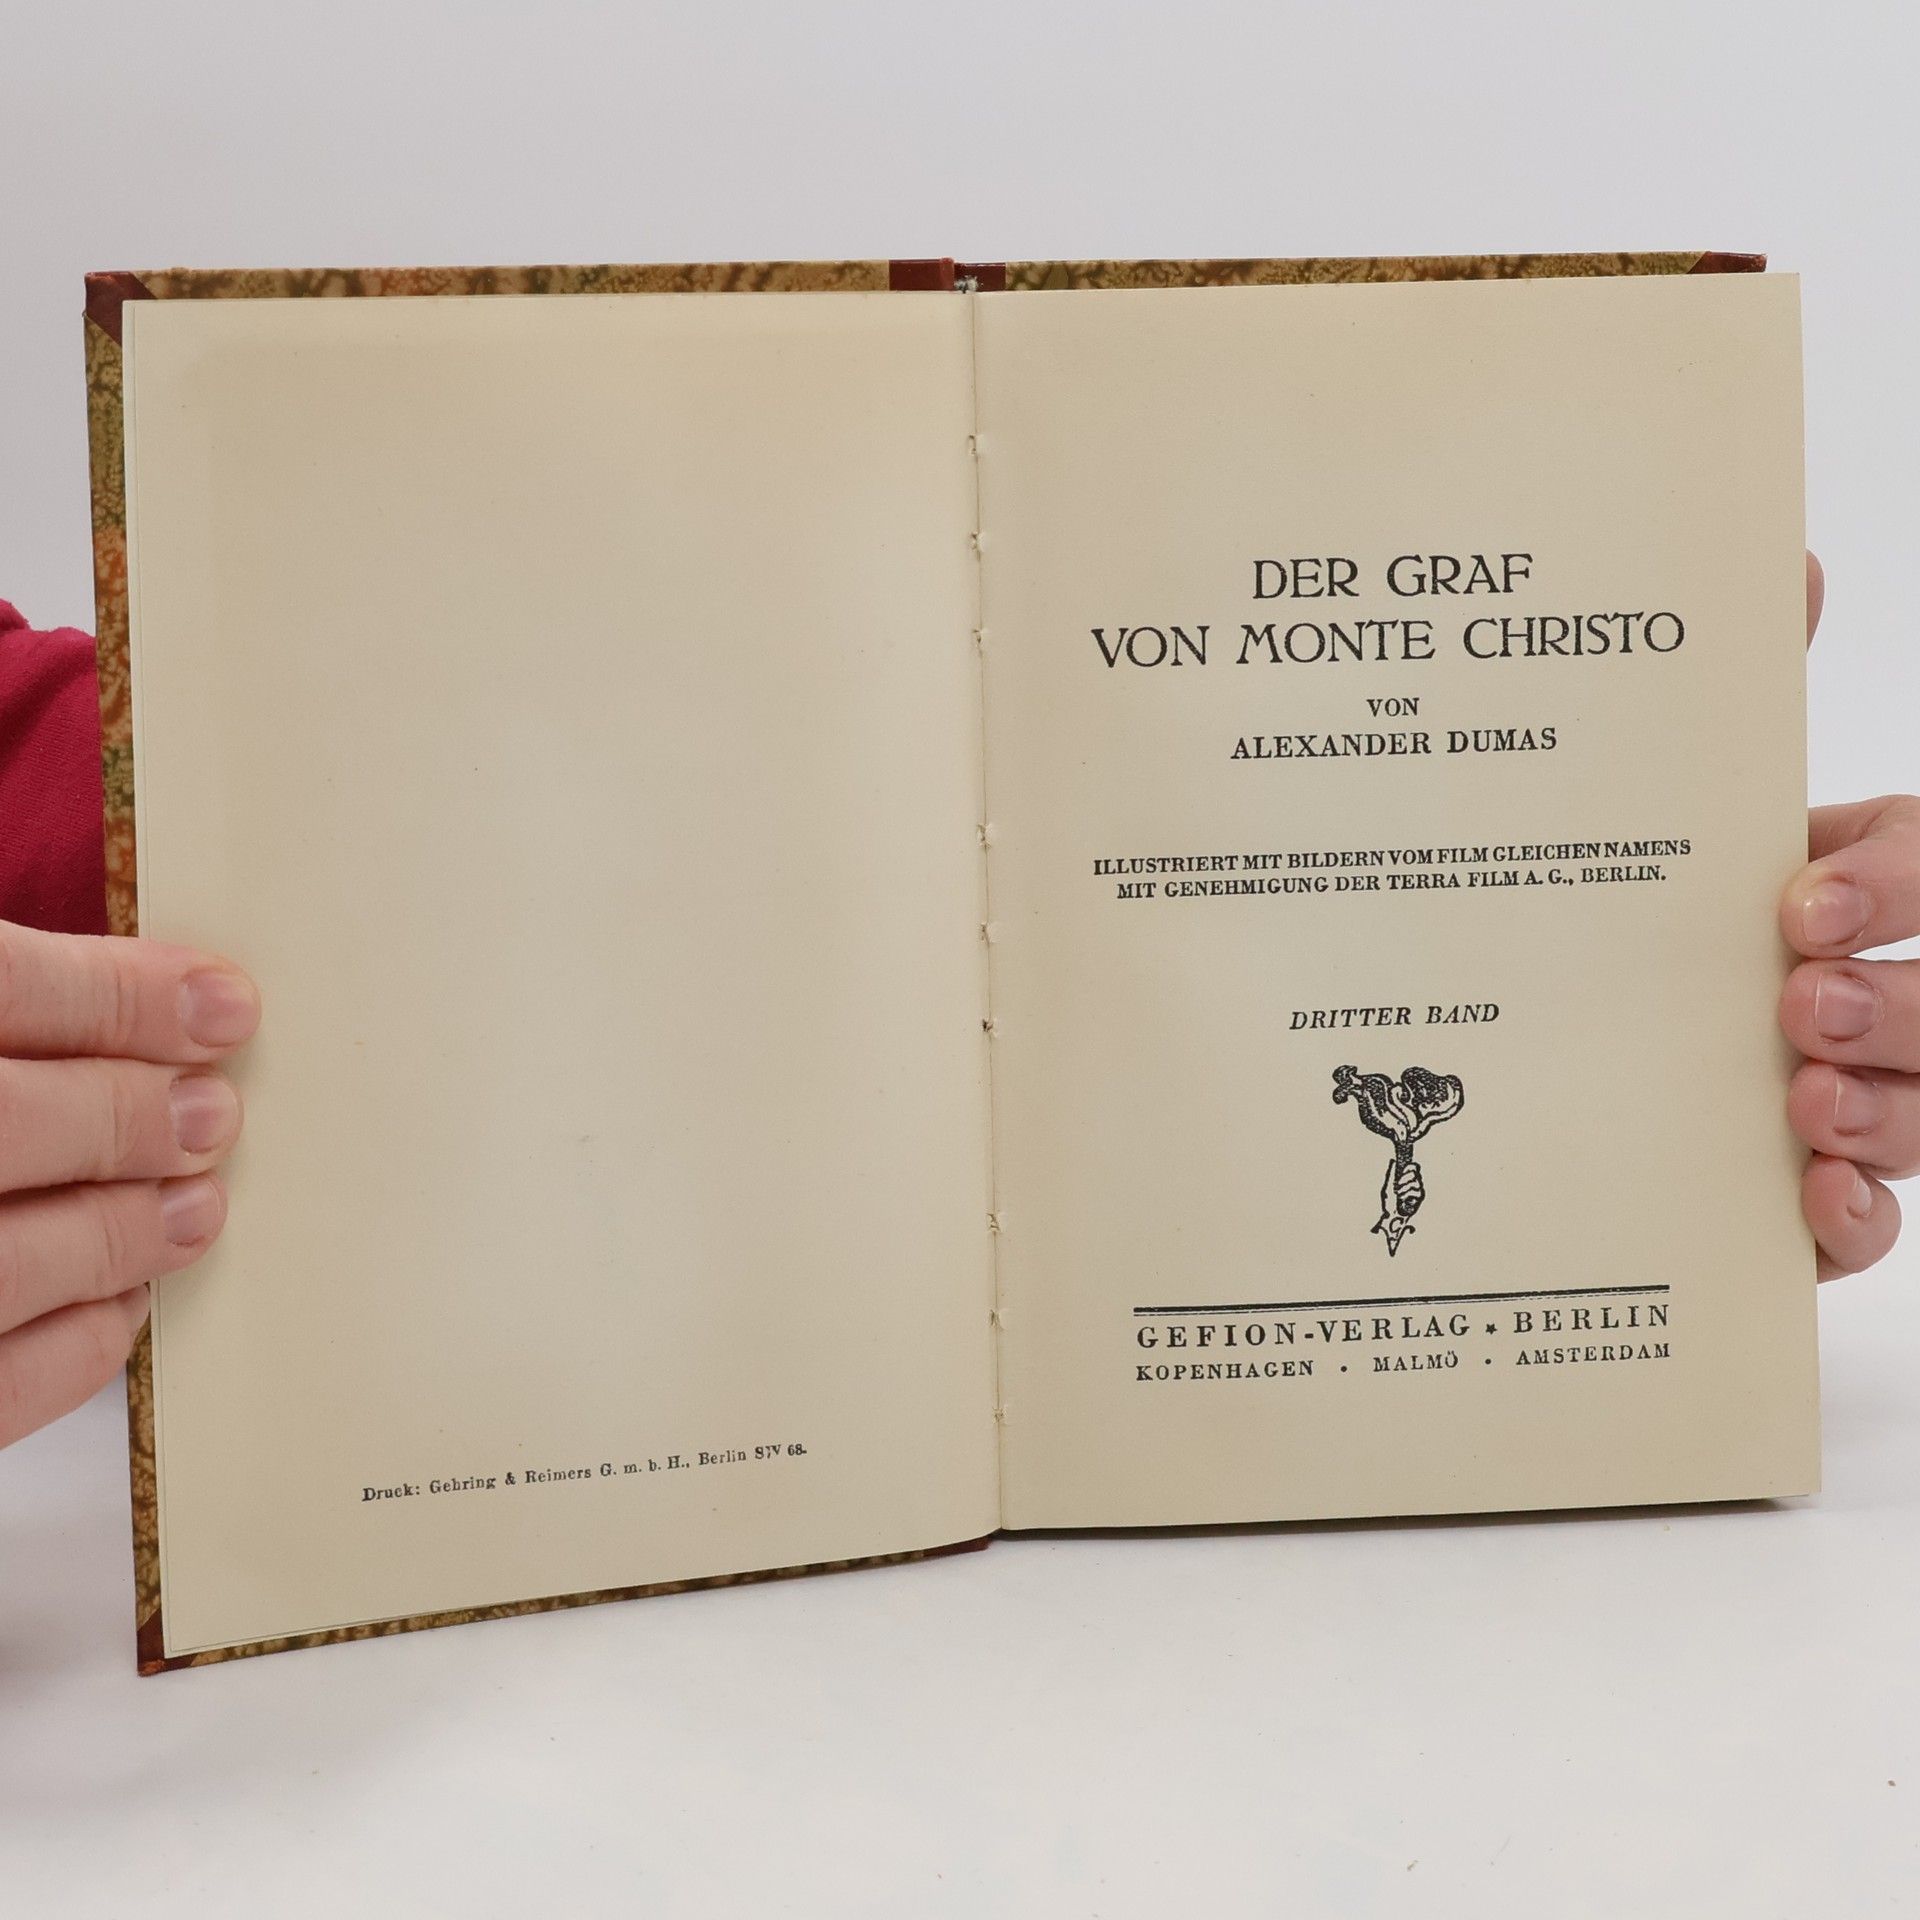 Druck: Gehring & Reimers G. m. b. H., Berlin SW 68.
DER GRAF
VON MONTE CHRISTO
VON
ALEXANDER DUMAS
ILLUSTRIERT MIT BILDERN VOM FILM GLEICHEN NAMENS
MIT GENEHMIGUNG DER TERRA FILM A. G., BERLIN.
DRITTER BAND
G
GEFION-VERLAG ★ BERLIN
KOPENHAGEN · MALMÖ · AMSTERDAM